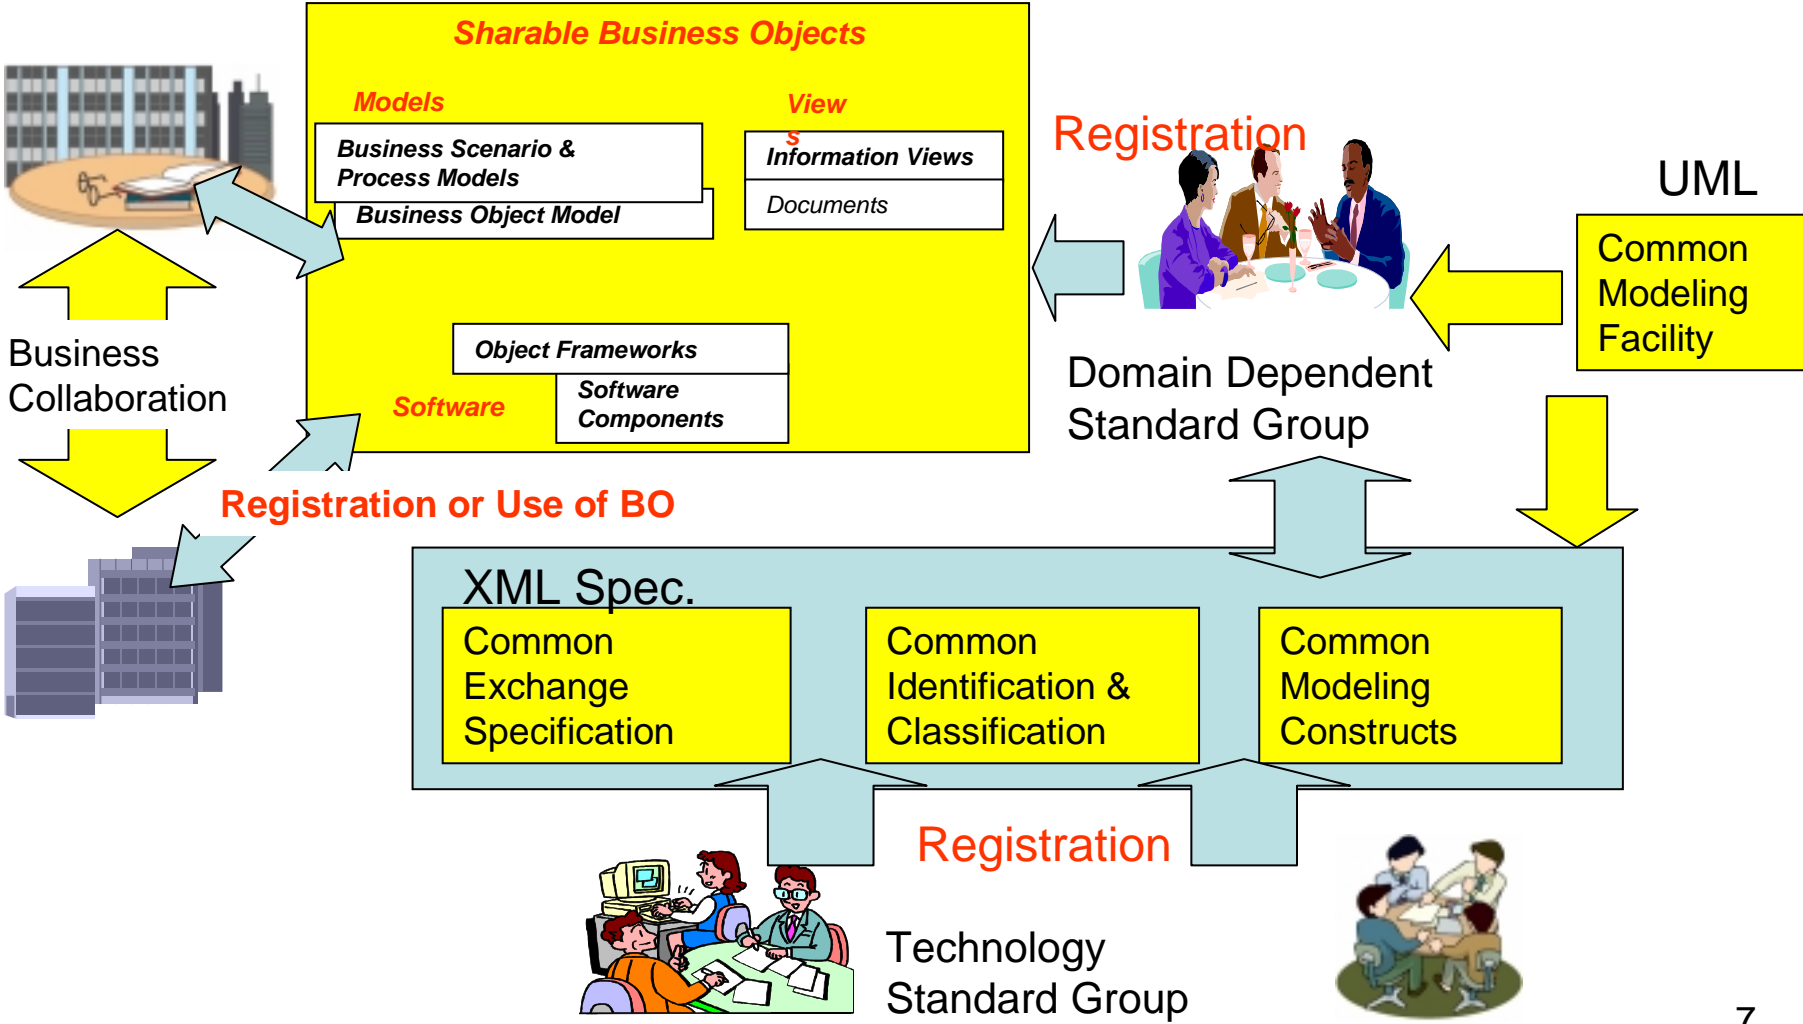 Sharable Business Objects
Models
View
s
Business Scenario &
Process Models
Business Object Model
Information Views
Documents
Object Frameworks
Software
Software
Components
Registration
UML
Common
Modeling
Facility
Business
Collaboration
Domain Dependent
Standard Group
Registration or Use of BO
XML Spec.
Common
Exchange
Specification
Common
Identification &
Classification
Common
Modeling
Constructs
Registration
Technology
Standard Group
7